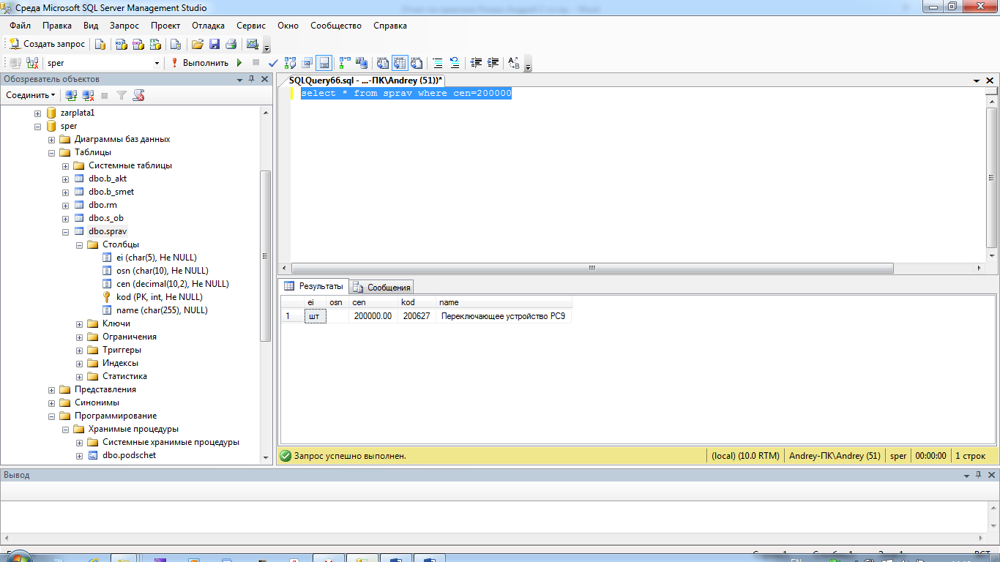 Среда Microsoft SQL Server Management Studio
Файл Правка Вид Запрос Проект Отладка Сервис Окно Сообщество Справка
Создать запрос
sper Выполнить
Обозреватель объектов
Соединить
zarplata1
sper
Диаграммы баз данных
Таблицы
Системные таблицы
dbo.b_akt
dbo.b_smet
dbo.rm
dbo.s_ob
dbo.sprav
Столбцы
ei (char(5), Не NULL)
osn (char(10), Не NULL)
cen (decimal(10,2), Не NULL)
kod (PK, int, Не NULL)
name (char(255), NULL)
Ключи
Ограничения
Триггеры
Индексы
Статистика
Представления
Синонимы
Программирование
Хранимые процедуры
Системные хранимые процедуры
dbo.podschet
SQLQuery66.sql - ...-ПК\Andrey (51))*
select * from sprav where cen=200000
Результаты Сообщения
ei osn cen kod name
1 шт 200000.00 200627 Переключающее устройство РС9
Запрос успешно выполнен. (local) (10.0 RTM) Andrey-ПК\Andrey (51) sper 00:00:00 1 строк
Вывод